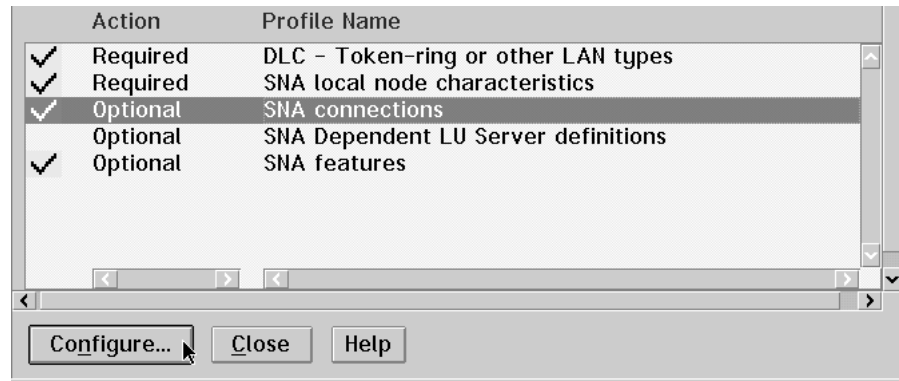 Action Profile Name
Required DLC - Token-ring or other LAN types
Required SNA local node characteristics
Optional SNA connections
Optional SNA Dependent LU Server definitions
Optional SNA features
Configure... Close Help